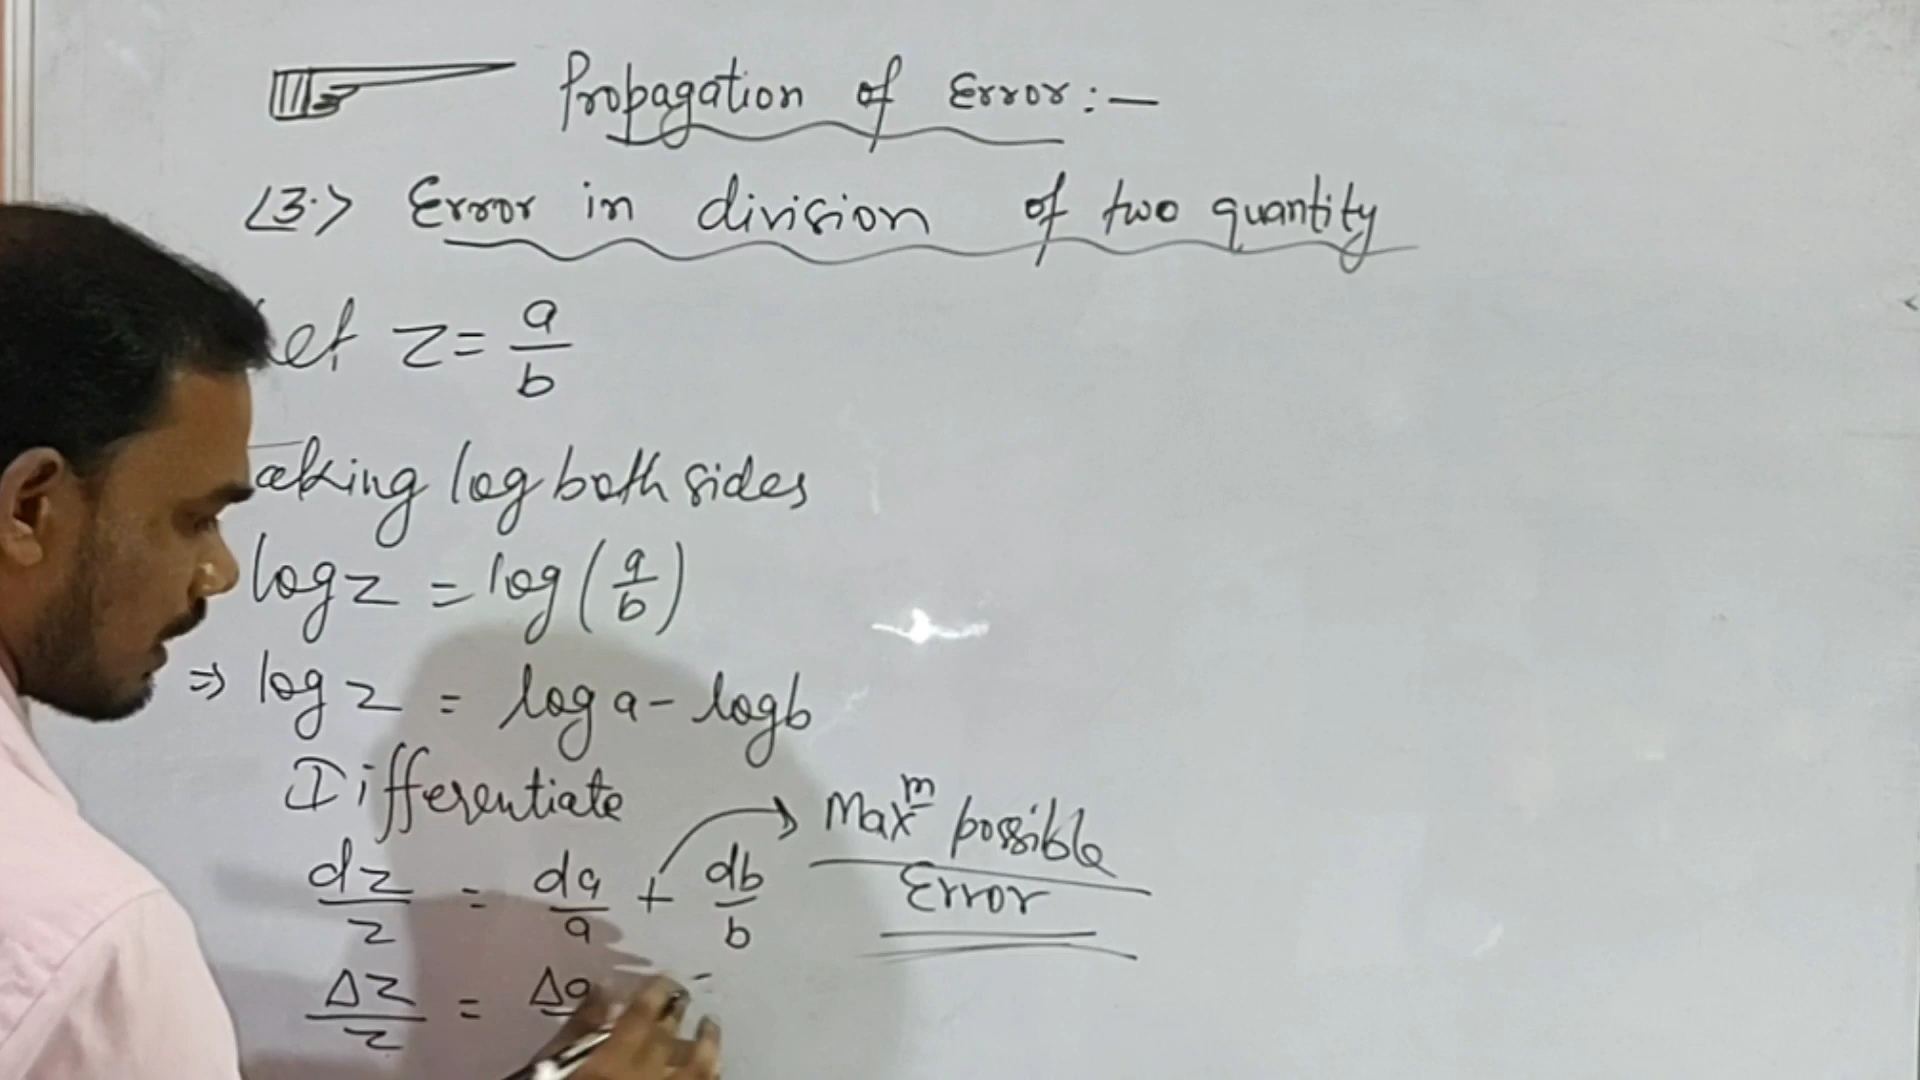 Propagation of Error:-
<3.> Error in division of two quantity
Let z = a/b
Taking log both sides
log z = log (a/b)
⇒ log z = log a - log b
Differentiate
dz/z = da/a + db/b → Maxᵐ possible Error
Δz/z = Δa